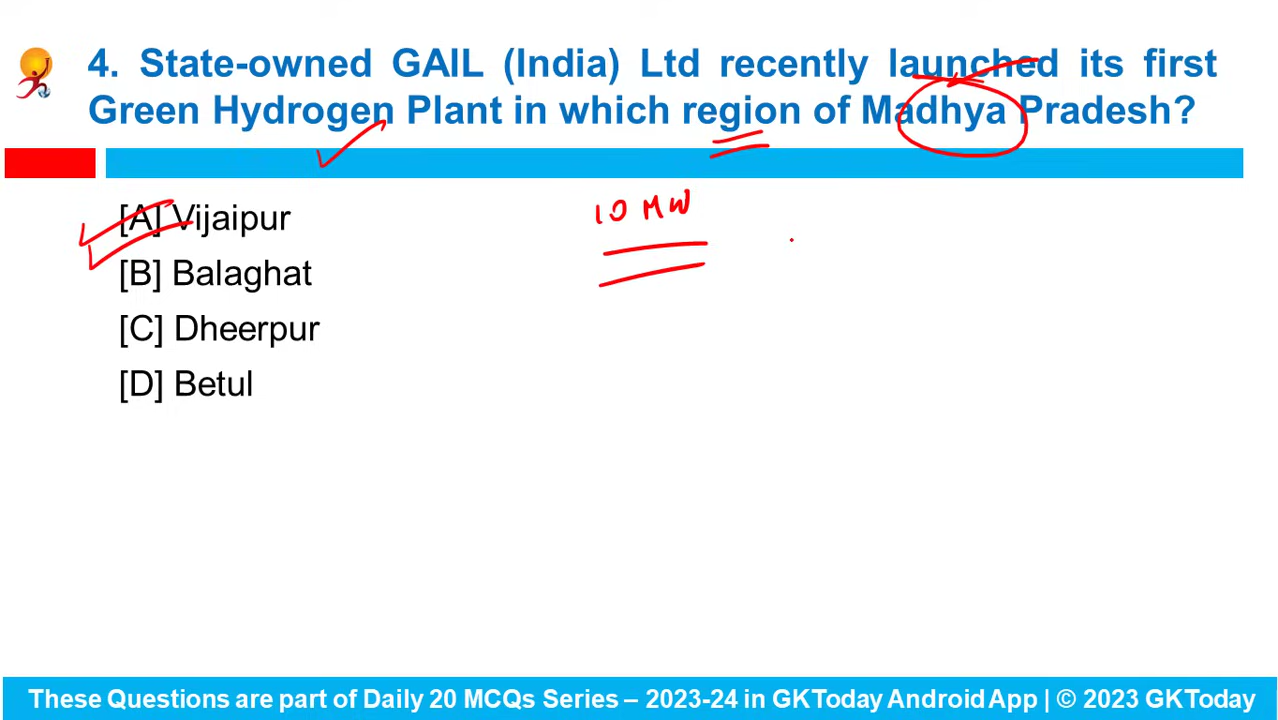 4. State-owned GAIL (India) Ltd recently launched its first
Green Hydrogen Plant in which region of Madhya Pradesh?
[A] Vijaipur
10 MW
[B] Balaghat
[C] Dheerpur
[D] Betul
These Questions are part of Daily 20 MCQs Series – 2023-24 in GKToday Android App | © 2023 GKToday